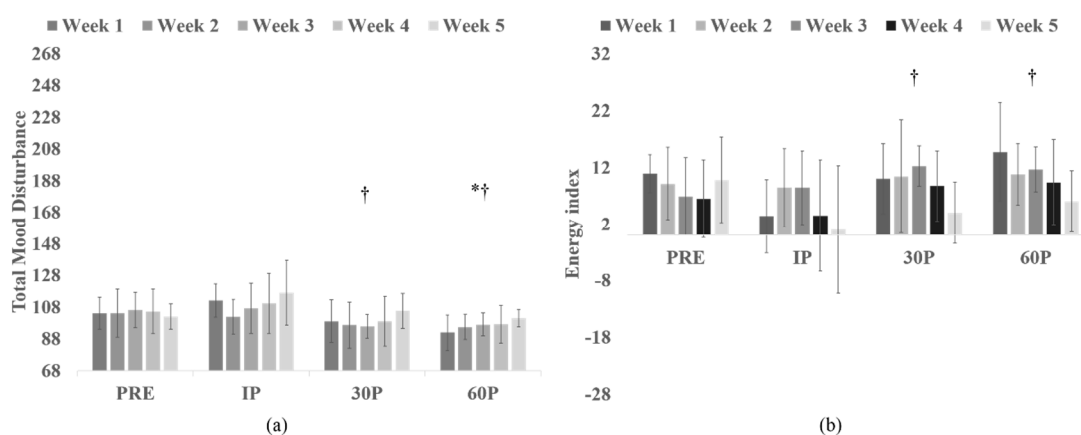 Week 1 Week 2 Week 3 Week 4 Week 5
Total Mood Disturbance
268
248
228
208
188
168
148
128
108
88
68
†
*†
PRE IP 30P 60P
(a)
Week 1 Week 2 Week 3 Week 4 Week 5
Energy index
32
22
12
2
-8
-18
-28
† †
PRE IP 30P 60P
(b)